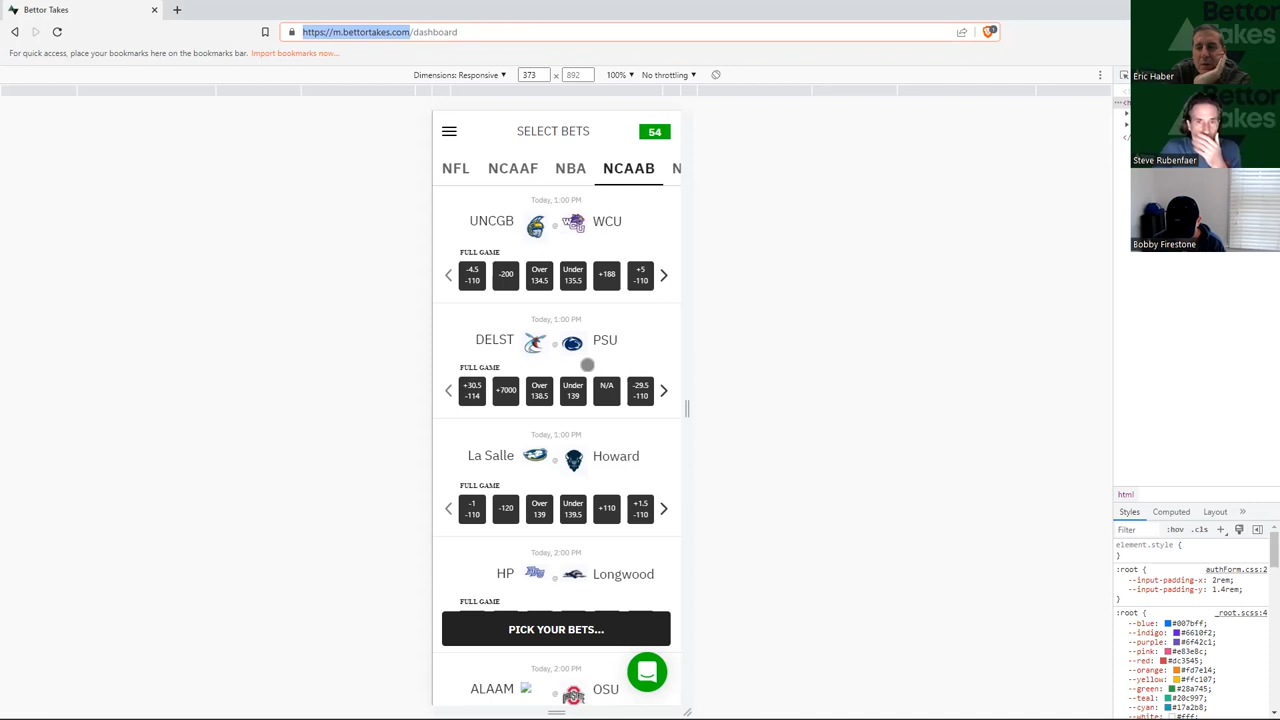 Bettor Takes
https://m.bettortakes.com/dashboard
For quick access, place your bookmarks here on the bookmarks bar. Import bookmarks now...
Dimensions: Responsive 373 × 892 100% No throttling
SELECT BETS 54
NFL NCAAF NBA NCAAB N
Today, 1:00 PM
UNCGB @ WCU
FULL GAME
-4.5 -200 Over Under +188 +5
-110 134.5 135.5 -110
Today, 1:00 PM
DELST @ PSU
FULL GAME
+30.5 +7000 Over Under N/A -29.5
-114 138.5 139 -110
Today, 1:00 PM
La Salle @ Howard
FULL GAME
-1 -120 Over Under +110 +1.5
-110 139 139.5 -110
Today, 2:00 PM
HP @ Longwood
FULL GAME
PICK YOUR BETS...
Today, 2:00 PM
ALAAM @ OSU
Bettor
Takes
Eric Haber
Steve Rubenfaer
Bobby Firestone
html
Styles Computed Layout »
Filter :hov .cls +
element.style {
}
:root { authForm.css:2
--input-padding-x: 2rem;
--input-padding-y: 1.4rem;
}
:root { _root.scss:4
--blue: #007bff;
--indigo: #6610f2;
--purple: #6f42c1;
--pink: #e83e8c;
--red: #dc3545;
--orange: #fd7e14;
--yellow: #ffc107;
--green: #28a745;
--teal: #20c997;
--cyan: #17a2b8;
--white: #fff;